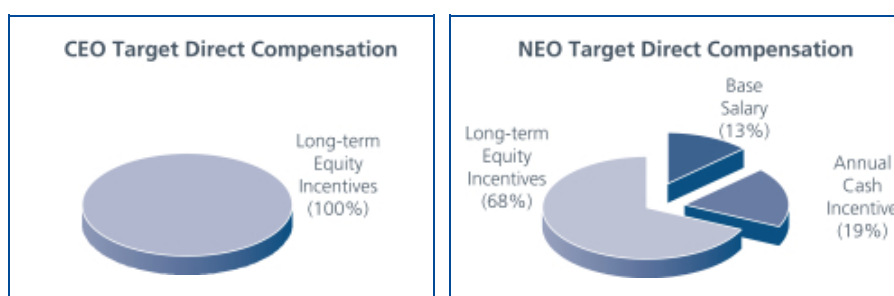 CEO Target Direct Compensation
Long-term
Equity
Incentives
(100%)
NEO Target Direct Compensation
Base
Salary
(13%)
Long-term
Equity
Incentives
(68%)
Annual
Cash
Incentive
(19%)